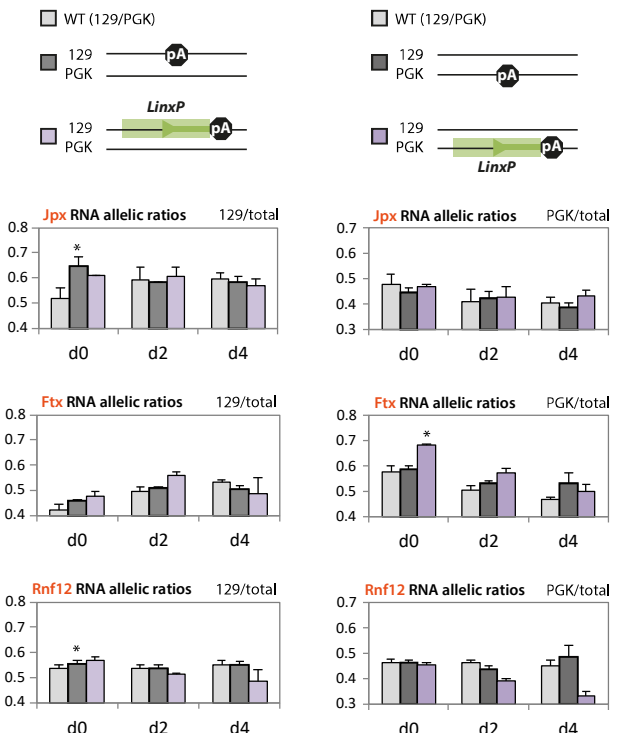 WT (129/PGK)
129
PGK
pA
LinxP
129
PGK
pA
WT (129/PGK)
129
PGK
pA
129
PGK
pA
LinxP
Jpx RNA allelic ratios 129/total
0.8
0.7
*
0.6
0.5
0.4
d0 d2 d4
Jpx RNA allelic ratios PGK/total
0.7
0.6
0.5
0.4
0.3
d0 d2 d4
Ftx RNA allelic ratios 129/total
0.8
0.7
0.6
0.5
0.4
d0 d2 d4
Ftx RNA allelic ratios PGK/total
0.8
0.7
*
0.6
0.5
0.4
d0 d2 d4
Rnf12 RNA allelic ratios 129/total
0.8
0.7
0.6
*
0.5
0.4
d0 d2 d4
Rnf12 RNA allelic ratios PGK/total
0.7
0.6
0.5
0.4
0.3
d0 d2 d4